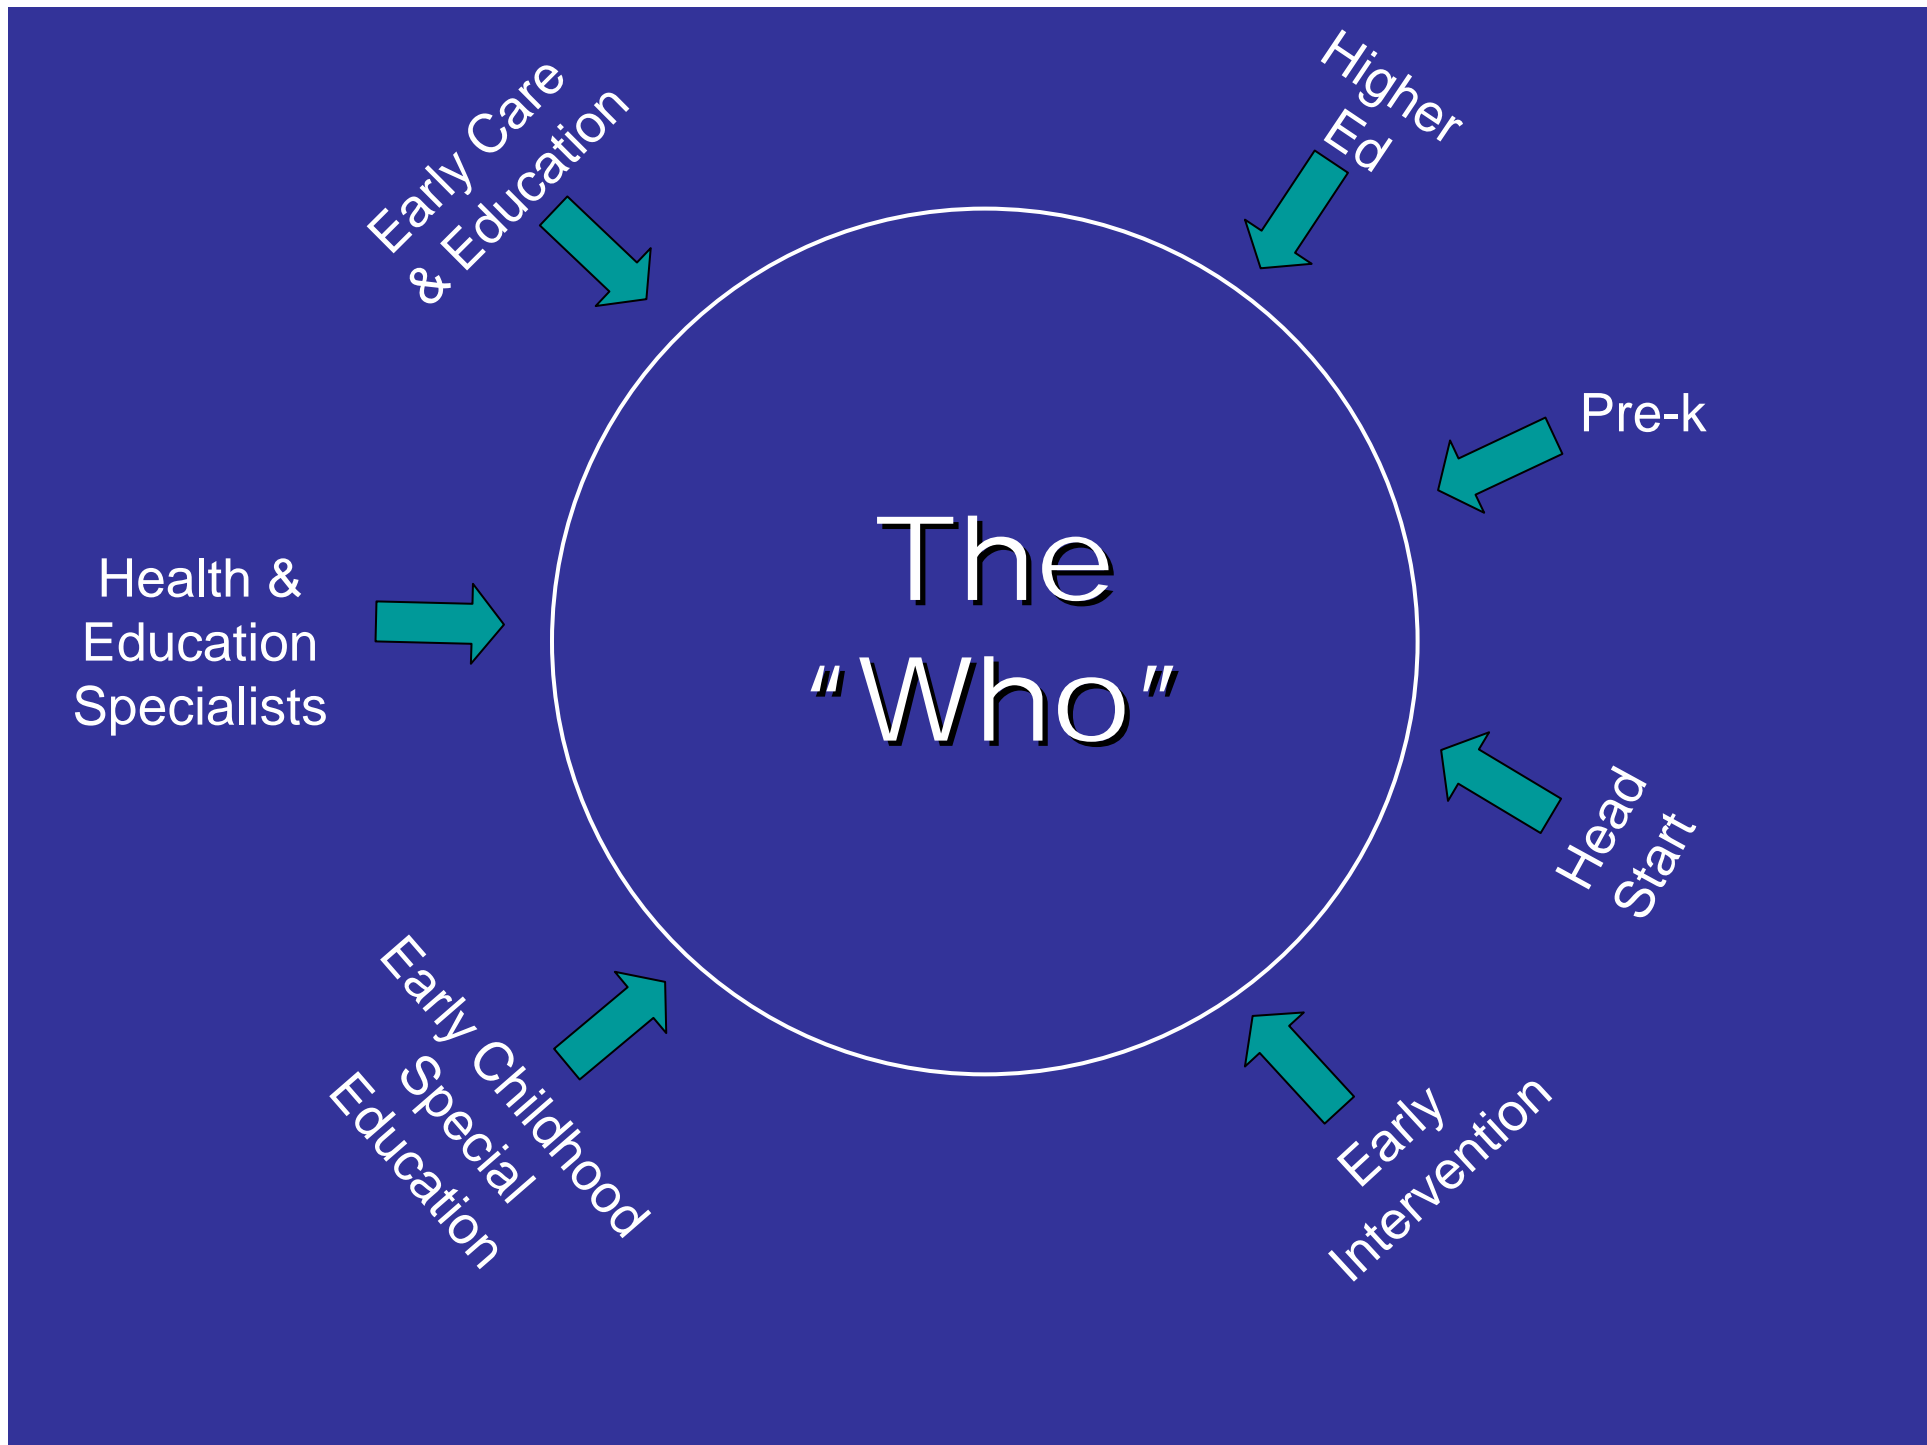 Early Care
& Education
Higher
Ed
Pre-k
The
“Who”
Health &
Education
Specialists
Head
Start
Early Childhood
Special
Education
Early
Intervention